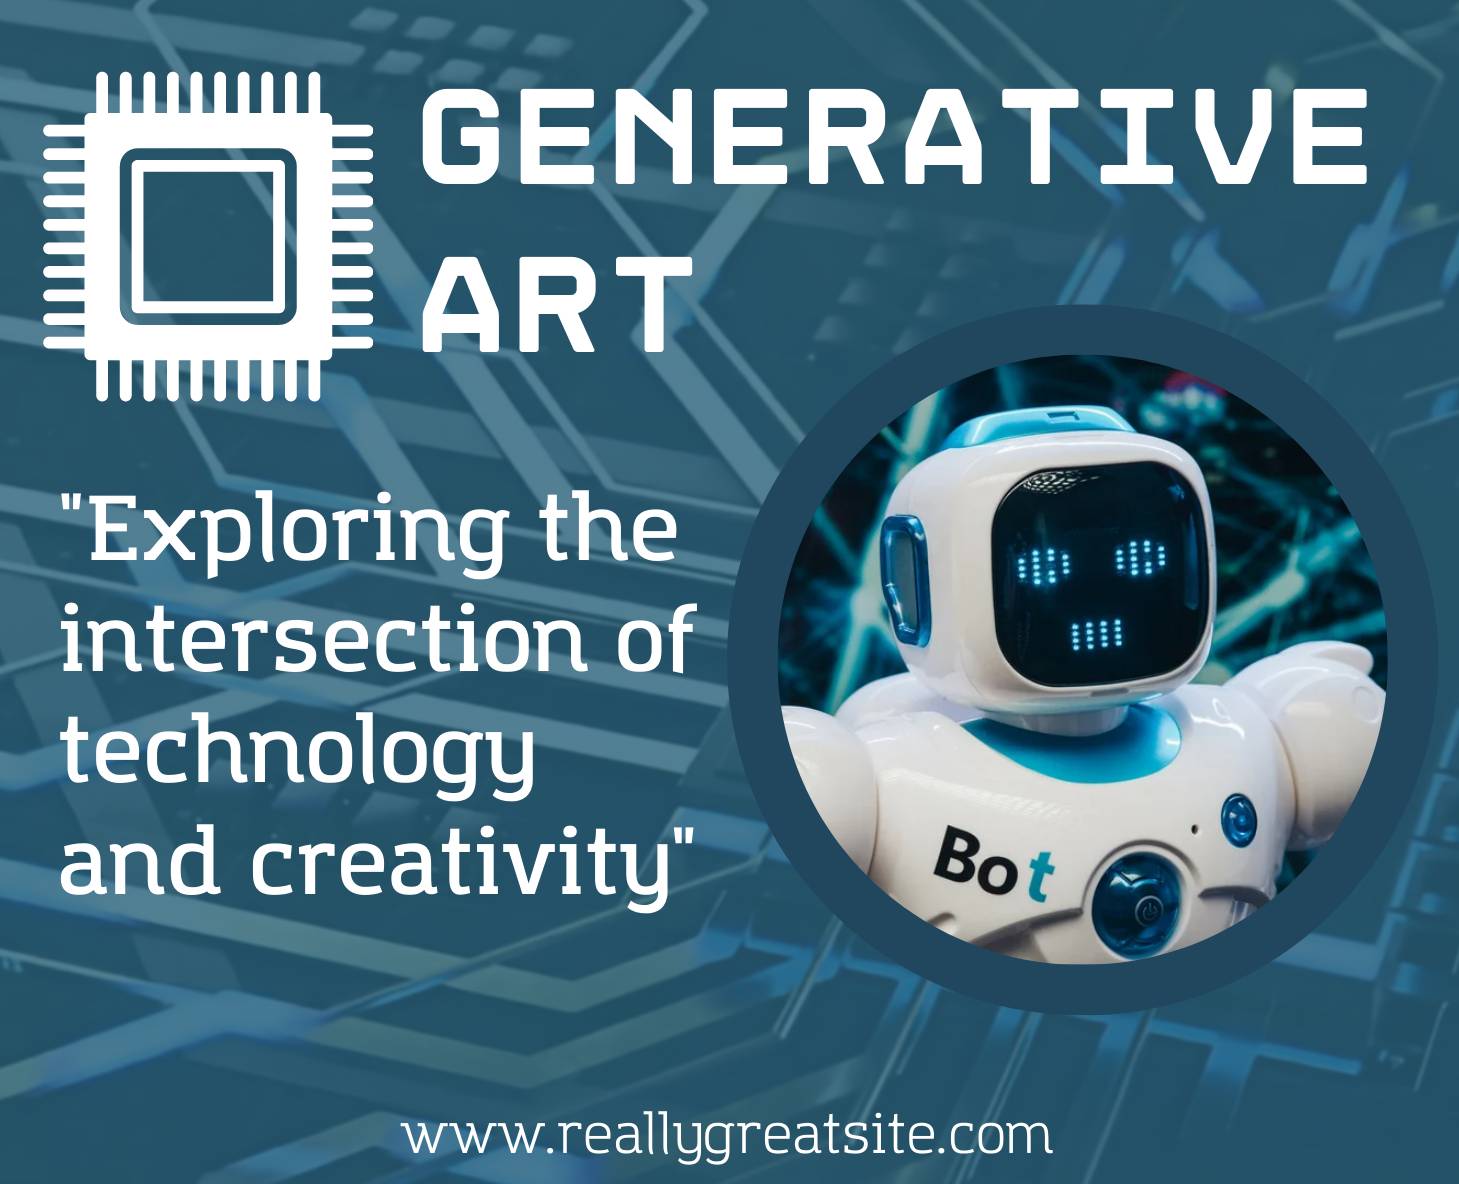 GENERATIVE
ART
"Exploring the
intersection of
technology
and creativity"
Bot
www.reallygreatsite.com